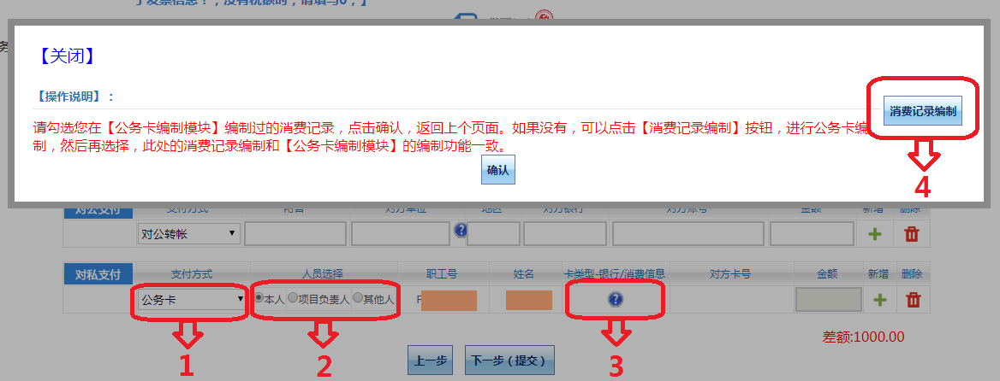 于发票信息！，没有税额时，请填写0，】
务
【关闭】
【操作说明】：
消费记录编制
请勾选您在【公务卡编制模块】编制过的消费记录，点击确认，返回上个页面。如果没有，可以点击【消费记录编制】按钮，进行公务卡编
制，然后再选择，此处的消费记录编制和【公务卡编制模块】的编制功能一致。
确认
4
对公支付 支付方式 附言 对方单位 地区 对方银行 对方账号 金额 新增 删除
对公转帐
对私支付 支付方式 人员选择 职工号 姓名 卡类型-银行/消费信息 对方卡号 金额 新增 删除
公务卡 本人 项目负责人 其他人 F
差额:1000.00
1 2 3
上一步 下一步（提交）